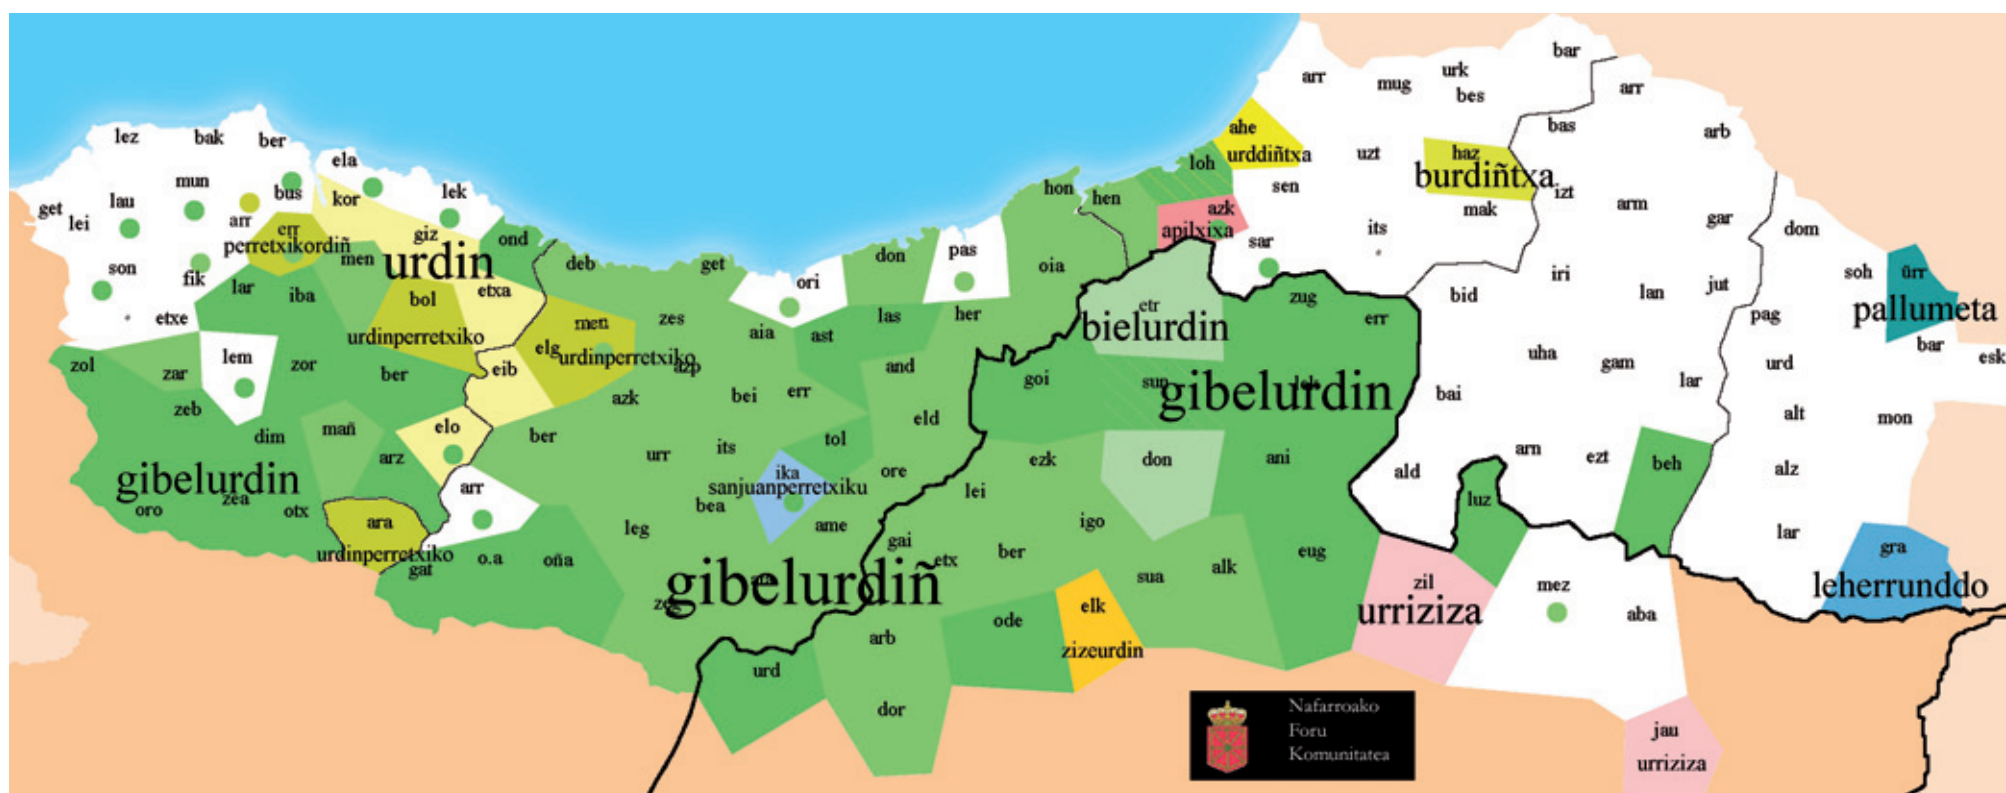 bar
arr
mug
urk
bes
arr
lez
bak
ber
ela
ahe
urddiñtxa
bas
arb
mun
bus
kor
lek
hon
hen
loh
uzt
haz
burdiñtxa
get
lei
lau
arr
err
perretxikordiñ
men
giz
urdin
ond
azk
apilxixa
sen
its
mak
izt
arm
gar
dom
son
fik
lar
iba
etxa
deb
get
ori
don
pas
oia
sar
zug
bid
iri
lan
jut
soh
ürr
pallumeta
etxe
bol
urdinperretxiko
men
elg
urdinperretxiko
zes
azp
aia
ast
las
her
etr
bielurdin
err
pag
bar
esk
zol
zar
lem
zor
ber
eib
azk
bei
err
and
goi
sun
gibelurdin
uha
gam
lar
urd
zeb
dim
mañ
elo
ber
urr
its
tol
eld
bai
alt
mon
gibelurdin
arz
arr
ika
sanjuanperretxiku
ore
ezk
don
ani
ald
arn
ezt
beh
alz
oro
zea
otx
ara
urdinperretxiko
leg
bea
ame
lei
igo
luz
lar
gra
leherrunddo
gat
o.a
oña
gibelurdiñ
gai
etx
ber
sua
alk
eug
zil
urriziza
mez
aba
arb
ode
elk
zizeurdin
urd
dor
jau
urriziza
Nafarroako
Foru
Komunitatea